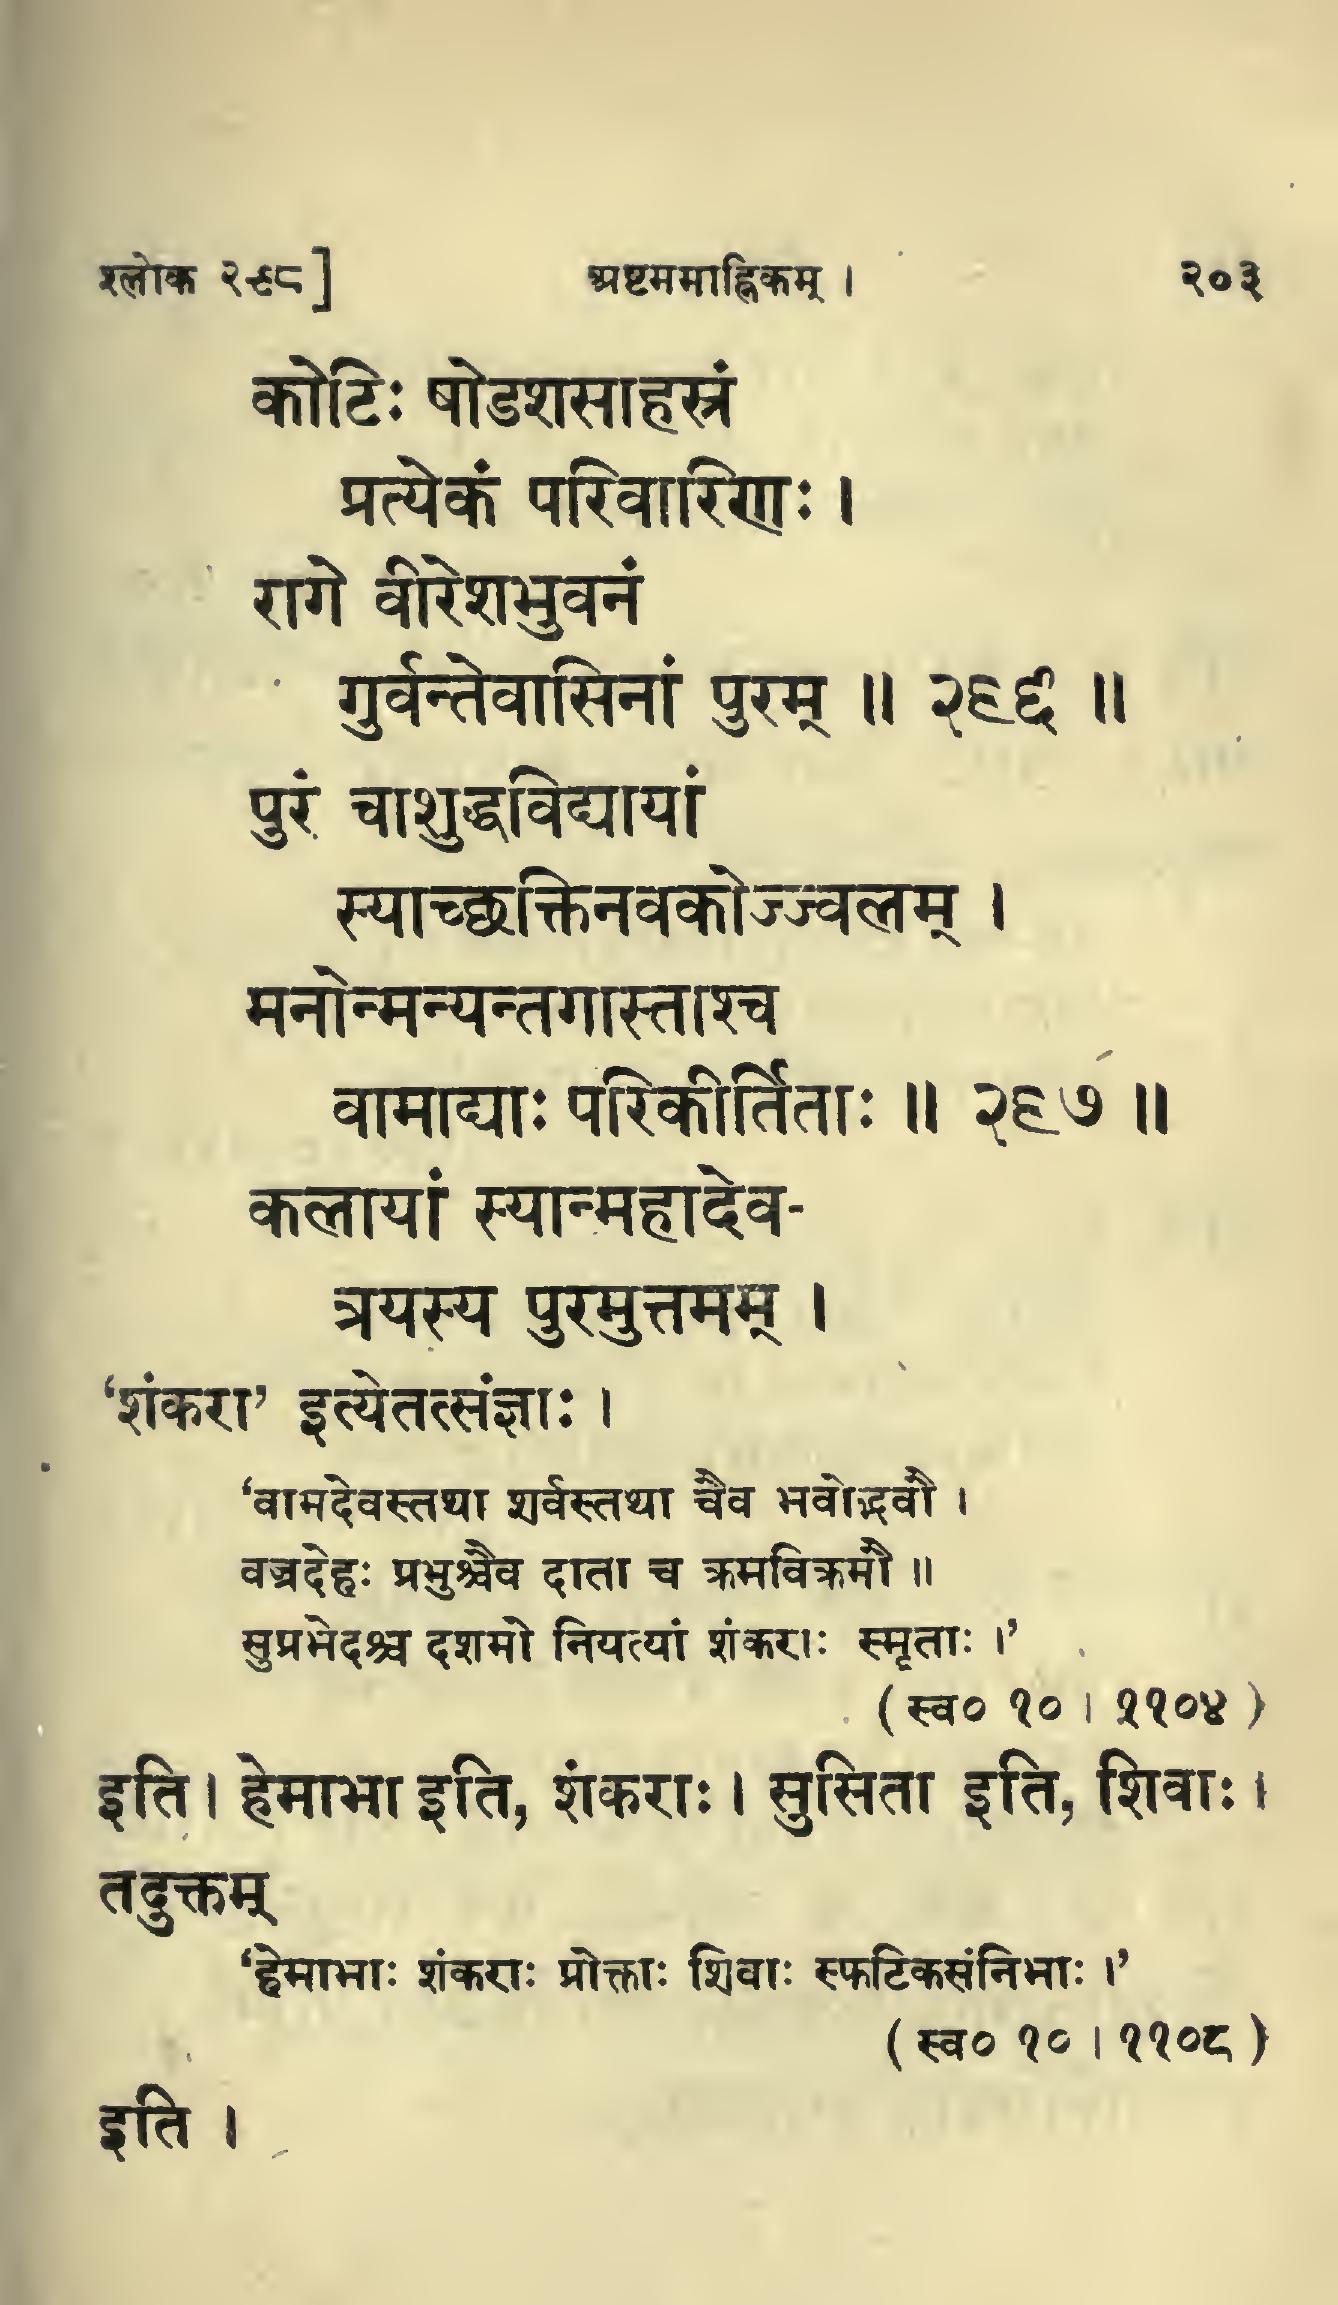 श्लोक २९८] अष्टममाह्निकम् । २०३
कोटिः षोडशसाहस्रं
प्रत्येकं परिवारिणः ।
रागे वीरेशभुवनं
गुर्वन्तेवासिनां पुरम् ॥ २९६ ॥
पुरं चाशुद्धविद्यायां
स्याच्छक्तिनवकोज्ज्वलम् ।
मनोन्मन्यन्तगास्ताश्च
वामाद्याः परिकीर्तिताः ॥ २९७ ॥
कलायां स्यान्महादेव-
त्रयस्य पुरमुत्तमम् ।
‘शंकरा’ इत्येतत्संज्ञाः ।
‘वामदेवस्तथा शर्वस्तथा चैव भवोद्भवौ ।
वज्रदेहः प्रभुश्चैव दाता च क्रमविक्रमौ ॥
सुप्रभेदश्च दशमो नियत्यां शंकराः स्मृताः ।’
( स्व० १० । ११०४ )
इति । हेमाभा इति, शंकराः । सुसिता इति, शिवाः ।
तदुक्तम्
‘हेमाभाः शंकराः प्रोक्ताः शिवाः स्फटिकसंनिभाः ।’
( स्व० १० । ११०८ )
इति ।